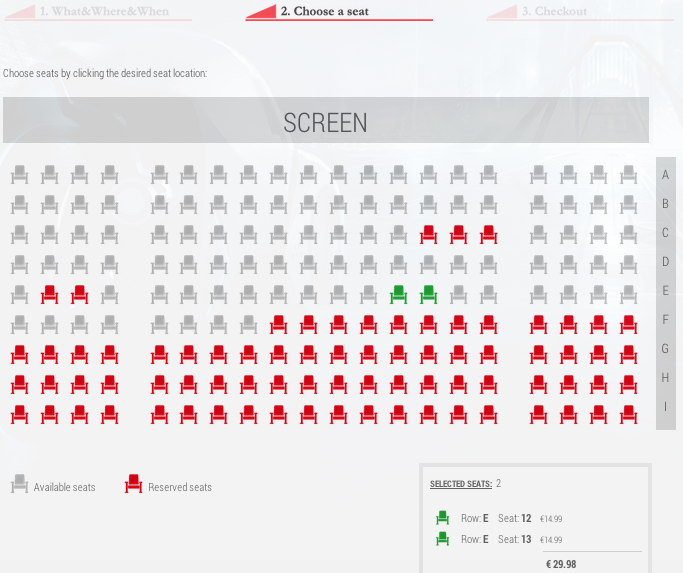 1. What&Where&When
2. Choose a seat
3. Checkout
Choose seats by clicking the desired seat location:
SCREEN
A
B
C
D
E
F
G
H
I
Available seats
Reserved seats
SELECTED SEATS: 2
Row: E Seat: 12 €14.99
Row: E Seat: 13 €14.99
€ 29.98